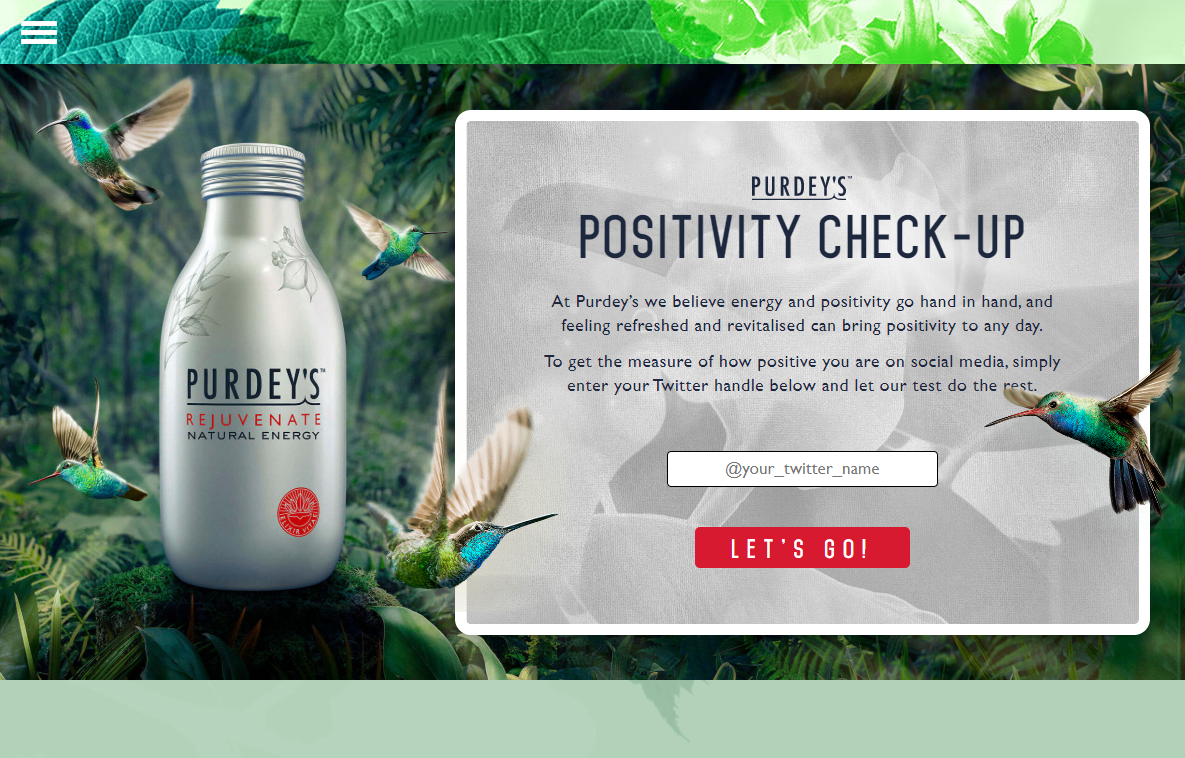 PURDEY'S™
REJUVENATE
NATURAL ENERGY
ELIXIR VITAE
PURDEY'S™
POSITIVITY CHECK-UP
At Purdey's we believe energy and positivity go hand in hand, and
feeling refreshed and revitalised can bring positivity to any day.
To get the measure of how positive you are on social media, simply
enter your Twitter handle below and let our test do the rest.
@your_twitter_name
LET'S GO!